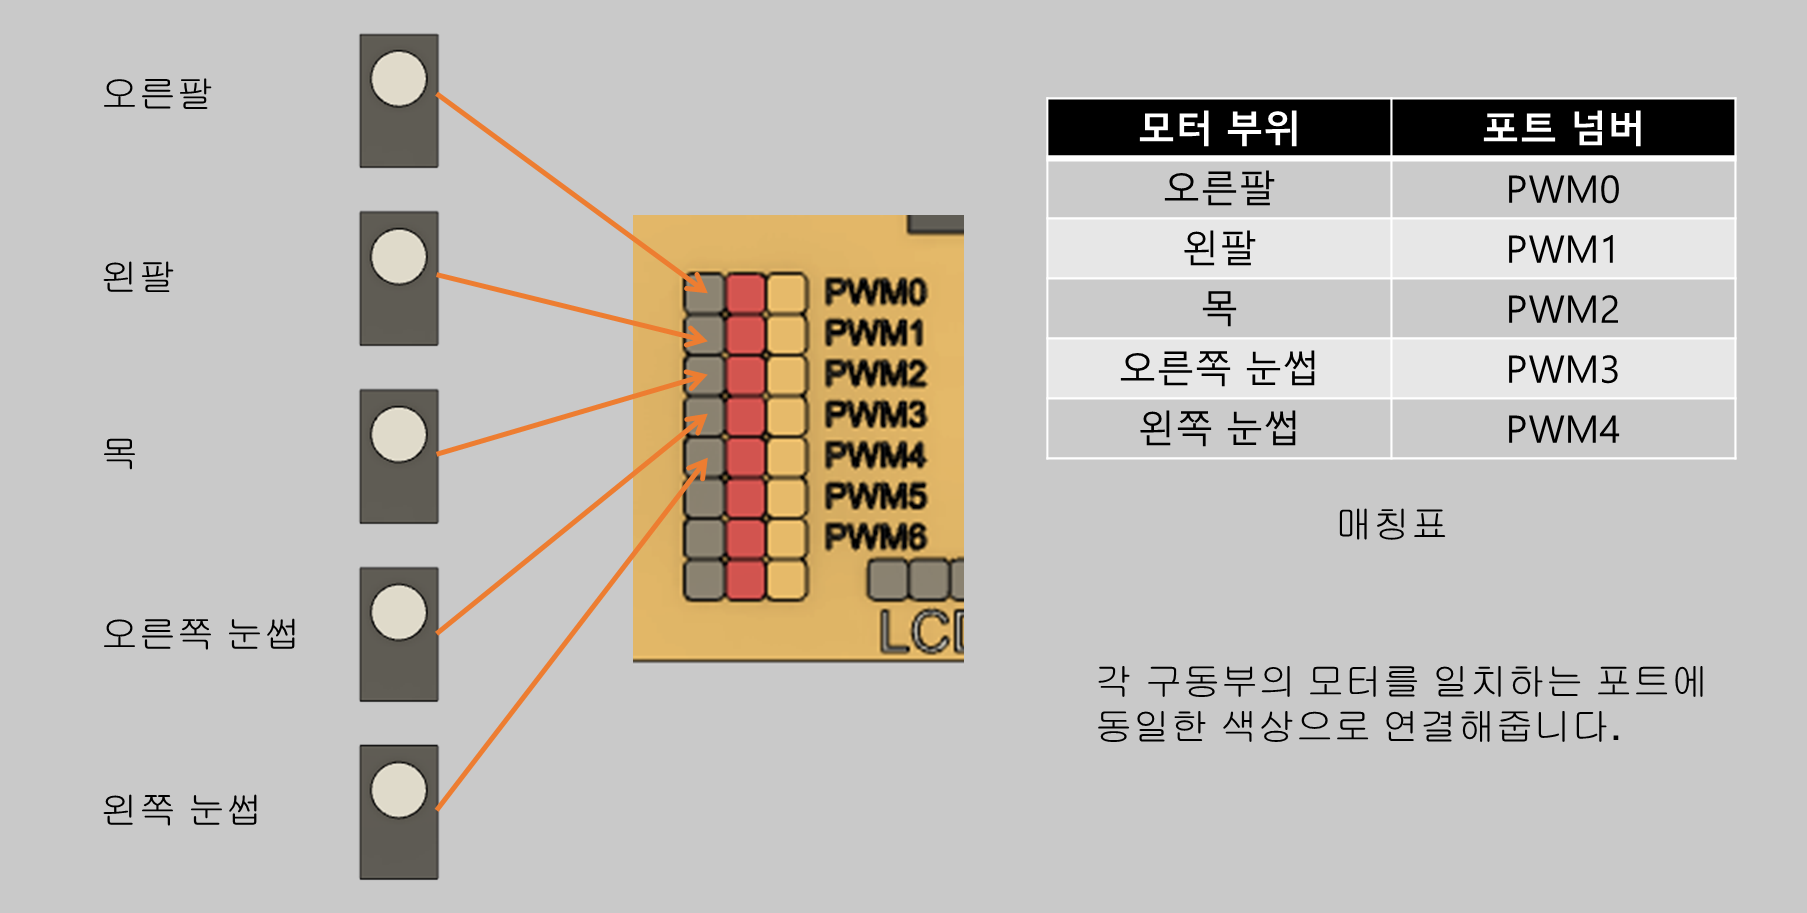 오른팔
왼팔
목
오른쪽 눈썹
왼쪽 눈썹
PWM0
PWM1
PWM2
PWM3
PWM4
PWM5
PWM6
LCD
모터 부위 포트 넘버
오른팔 PWM0
왼팔 PWM1
목 PWM2
오른쪽 눈썹 PWM3
왼쪽 눈썹 PWM4
매칭표
각 구동부의 모터를 일치하는 포트에
동일한 색상으로 연결해줍니다.